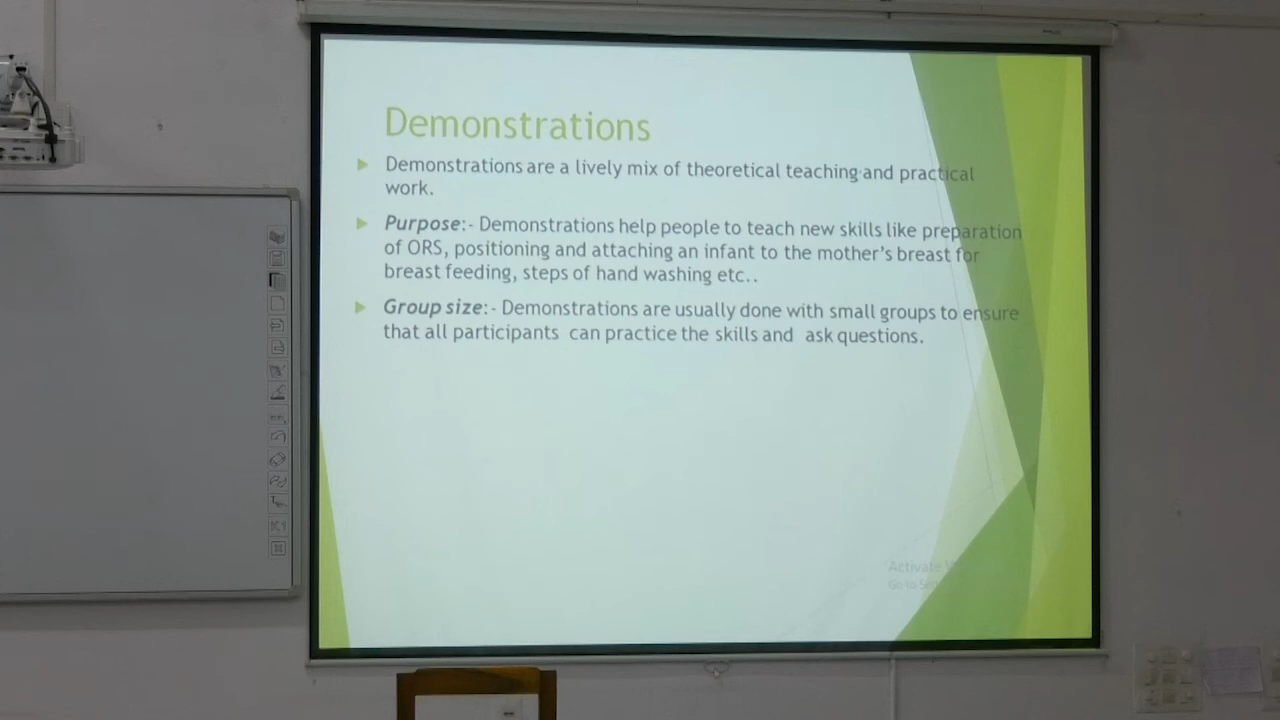 Demonstrations
Demonstrations are a lively mix of theoretical teaching and practical
work.
Purpose:- Demonstrations help people to teach new skills like preparation
of ORS, positioning and attaching an infant to the mother's breast for
breast feeding, steps of hand washing etc..
Group size:- Demonstrations are usually done with small groups to ensure
that all participants can practice the skills and ask questions.
Activate
Go to